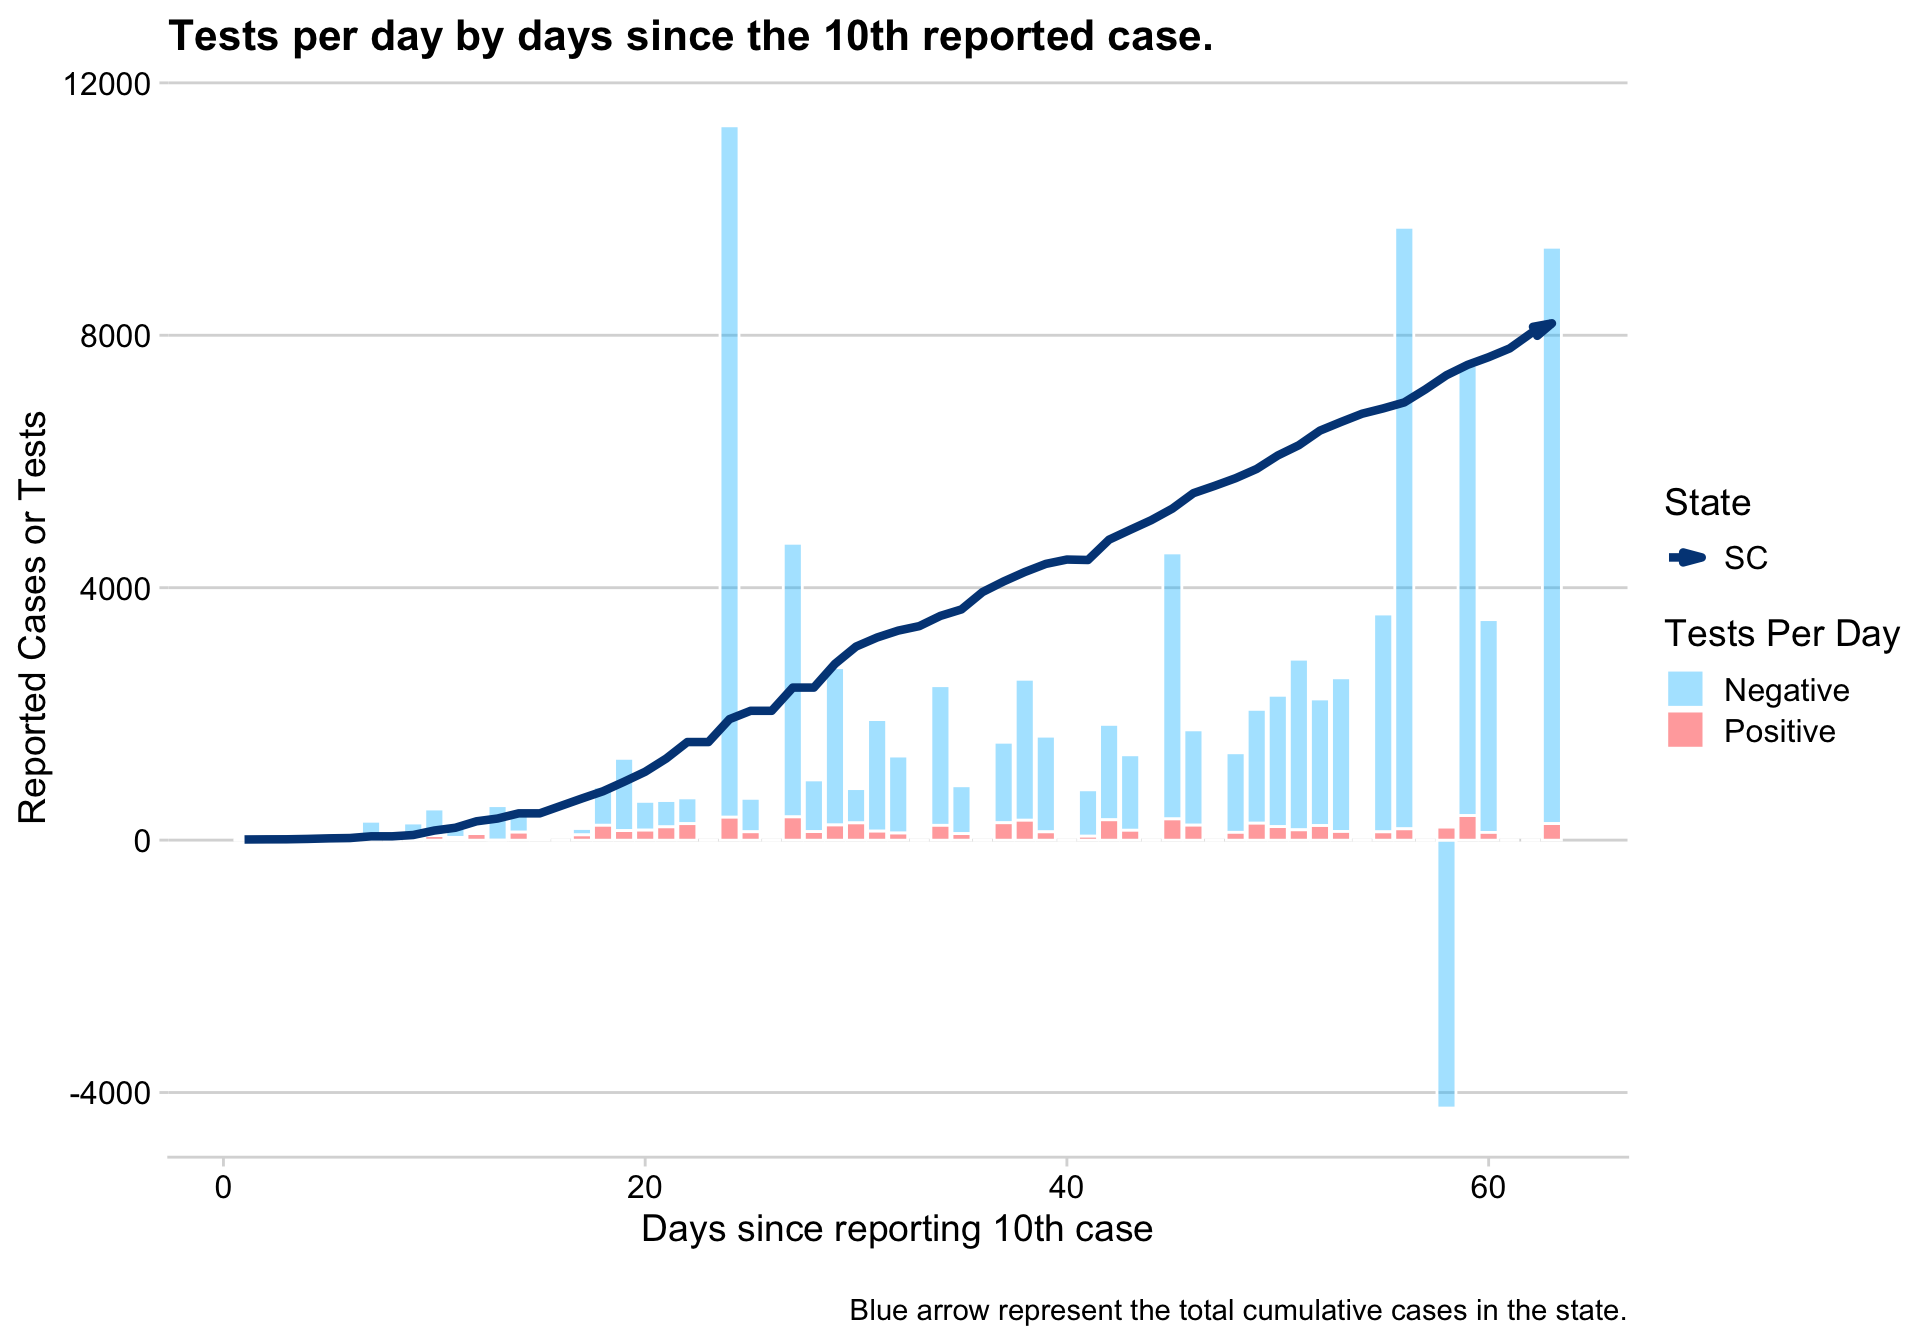 Tests per day by days since the 10th reported case.
12000
8000
4000
0
-4000
Reported Cases or Tests
0 20 40 60
Days since reporting 10th case
State
SC
Tests Per Day
Negative
Positive
Blue arrow represent the total cumulative cases in the state.